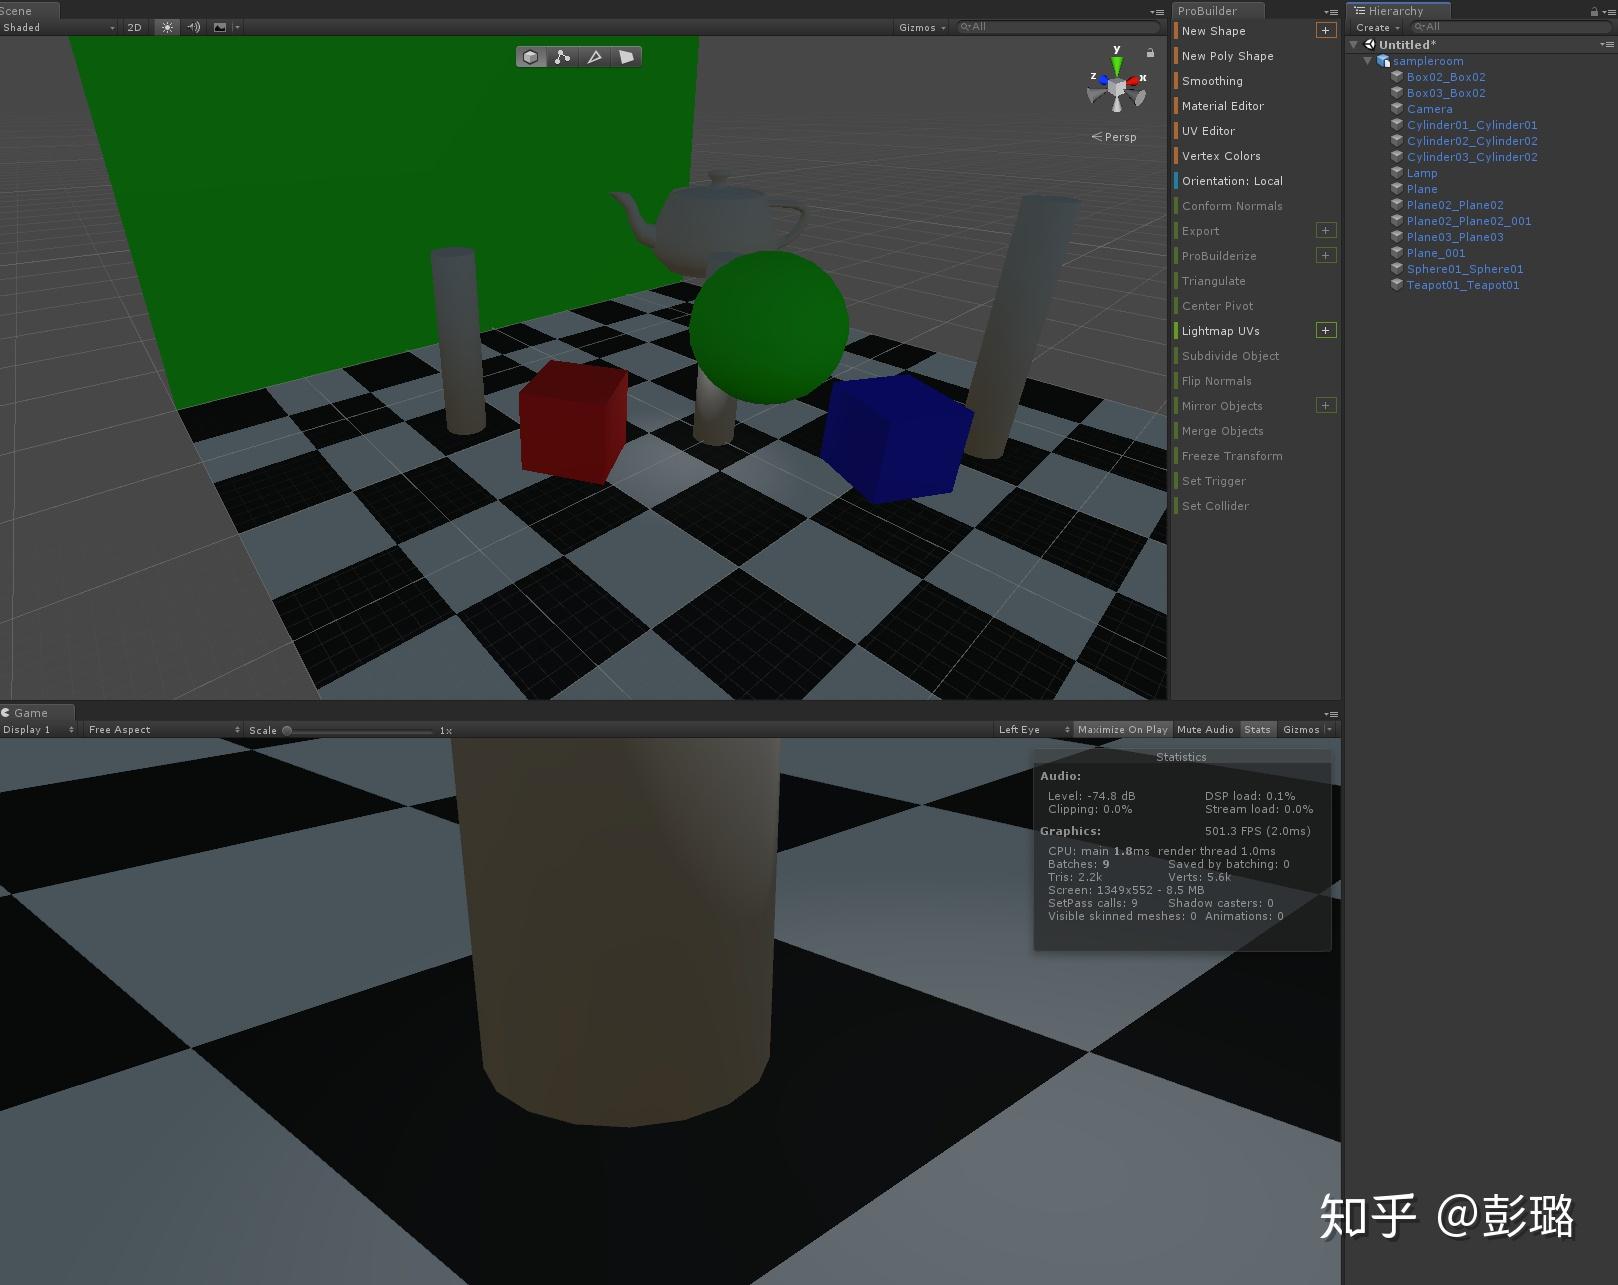 Scene
Shaded
2D
Gizmos
All
y
z
x
Persp
ProBuilder
New Shape
New Poly Shape
Smoothing
Material Editor
UV Editor
Vertex Colors
Orientation: Local
Conform Normals
Export
ProBuilderize
Triangulate
Center Pivot
Lightmap UVs
Subdivide Object
Flip Normals
Mirror Objects
Merge Objects
Freeze Transform
Set Trigger
Set Collider
Hierarchy
Create
All
Untitled*
sampleroom
Box02_Box02
Box03_Box02
Camera
Cylinder01_Cylinder01
Cylinder02_Cylinder02
Cylinder03_Cylinder02
Lamp
Plane
Plane02_Plane02
Plane02_Plane02_001
Plane03_Plane03
Plane_001
Sphere01_Sphere01
Teapot01_Teapot01
Game
Display 1 Free Aspect Scale 1x Left Eye Maximize On Play Mute Audio Stats Gizmos
Statistics
Audio:
Level: -74.8 dB DSP load: 0.1%
Clipping: 0.0% Stream load: 0.0%
Graphics: 501.3 FPS (2.0ms)
CPU: main 1.8ms render thread 1.0ms
Batches: 9 Saved by batching: 0
Tris: 2.2k Verts: 5.6k
Screen: 1349x552 - 8.5 MB
SetPass calls: 9 Shadow casters: 0
Visible skinned meshes: 0 Animations: 0
知乎 @彭璐